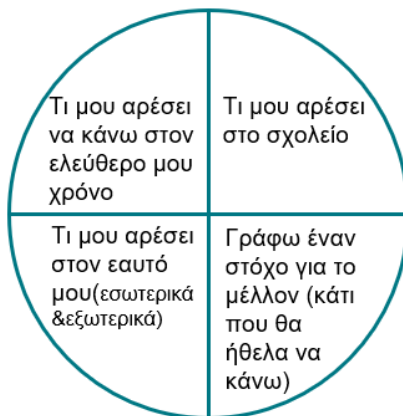 Τι μου αρέσει
να κάνω στον
ελεύθερο μου
χρόνο
Τι μου αρέσει
στο σχολείο
Τι μου αρέσει
στον εαυτό
μου(εσωτερικά
&εξωτερικά)
Γράφω έναν
στόχο για το
μέλλον (κάτι
που θα
ήθελα να
κάνω)